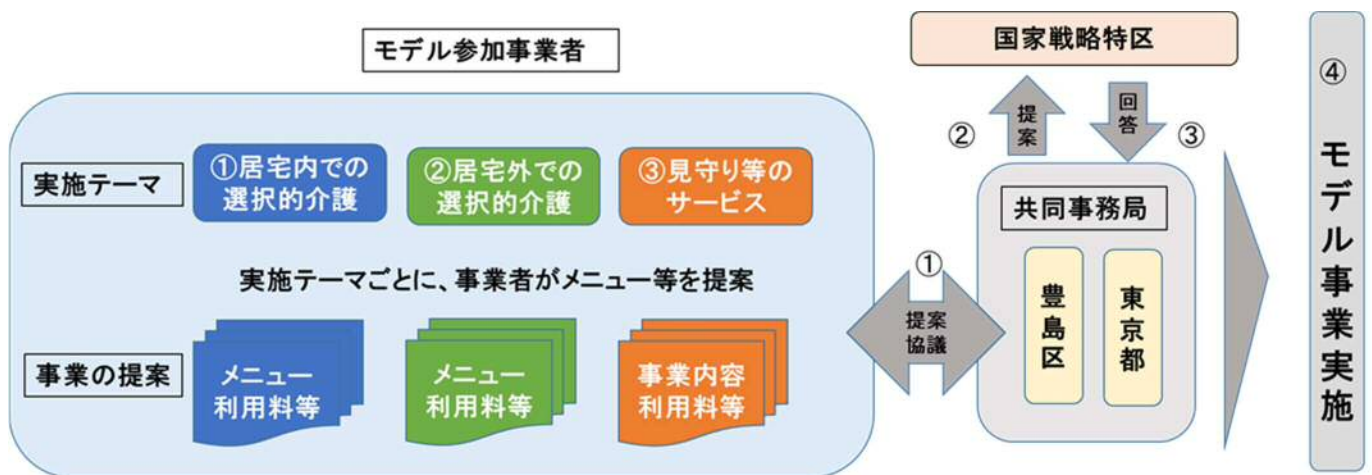 モデル参加事業者
実施テーマ
①居宅内での
選択的介護
②居宅外での
選択的介護
③見守り等の
サービス
実施テーマごとに、事業者がメニュー等を提案
事業の提案
メニュー
利用料等
メニュー
利用料等
事業内容
利用料等
①
提案
協議
国家戦略特区
②
提案
回答
③
共同事務局
豊島区
東京都
④ モデル事業実施